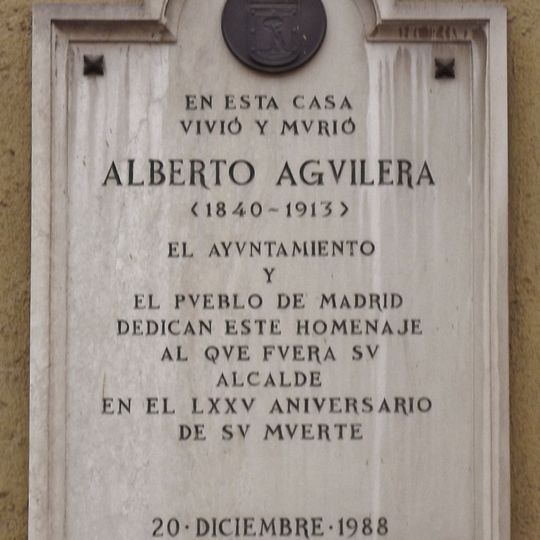 EN ESTA CASA
VIVIÓ Y MVRIÓ
ALBERTO AGVILERA
<1840~1913>
EL AYVNTAMIENTO
Y
EL PVEBLO DE MADRID
DEDICAN ESTE HOMENAJE
AL QVE FVERA SV
ALCALDE
EN EL LXXV ANIVERSARIO
DE SV MVERTE
20·DICIEMBRE·1988